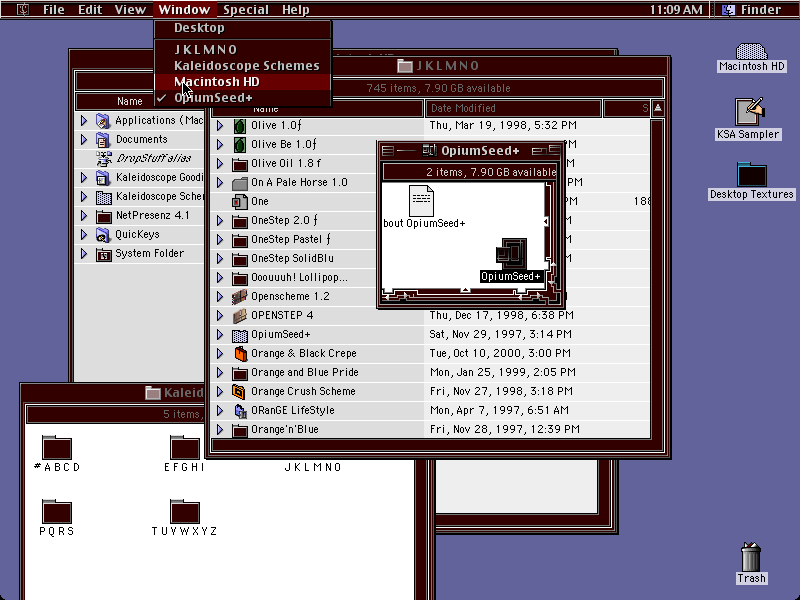 File Edit View Window Special Help 11:09 AM Finder
Desktop
JKLMNO
Kaleidoscope Schemes
Macintosh HD
✓ OpiumSeed+
Name
Applications (Mac
Documents
DropStuff alias
Kaleidoscope Goodi
Kaleidoscope Scher
NetPresenz 4.1
QuicKeys
System Folder
JKLMNO
745 items, 7.90 GB available
Name Date Modified S
Olive 1.0ƒ Thu, Mar 19, 1998, 5:32 PM
Olive Be 1.0ƒ
Olive Oil 1.8 f
On A Pale Horse 1.0 PM
One PM 188
OneStep 2.0 ƒ
OneStep Pastel ƒ
OneStep SolidBlu
Ooouuuh! Lollipop...
Openscheme 1.2
OPENSTEP 4 Thu, Dec 17, 1998, 6:38 PM
OpiumSeed+ Sat, Nov 29, 1997, 3:14 PM
Orange & Black Crepe Tue, Oct 10, 2000, 3:00 PM
Orange and Blue Pride Mon, Jan 25, 1999, 2:05 PM
Orange Crush Scheme Fri, Nov 27, 1998, 3:18 PM
ORanGE LifeStyle Mon, Apr 7, 1997, 6:51 AM
Orange'n'Blue Fri, Nov 28, 1997, 12:39 PM
OpiumSeed+
2 items, 7.90 GB available
bout OpiumSeed+
OpiumSeed+
Kaleid
5 items,
#ABCD EFGHI JKLMNO
PQRS TUVWXYZ
Macintosh HD
KSA Sampler
Desktop Textures
Trash